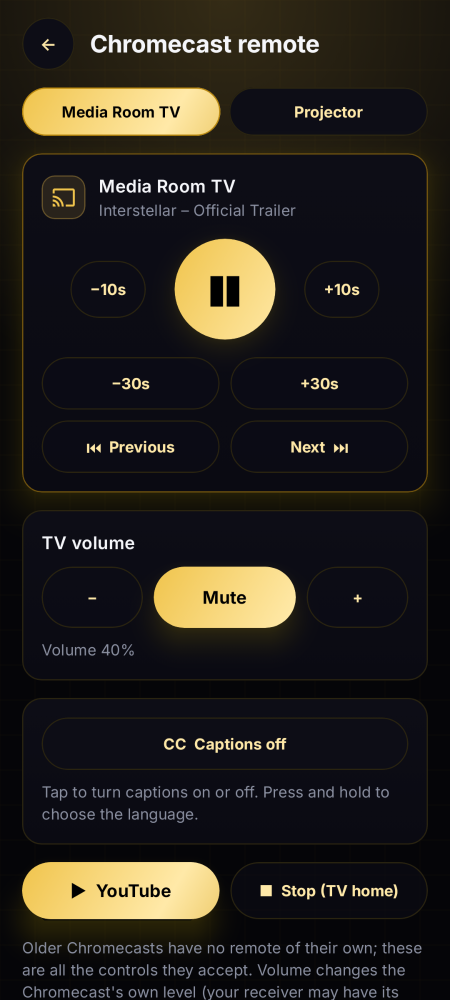 ← Chromecast remote
Media Room TV Projector
Media Room TV
Interstellar – Official Trailer
−10s +10s
−30s +30s
⏮ Previous Next ⏭
TV volume
− Mute +
Volume 40%
CC Captions off
Tap to turn captions on or off. Press and hold to
choose the language.
▶ YouTube ■ Stop (TV home)
Older Chromecasts have no remote of their own; these
are all the controls they accept. Volume changes the
Chromecast's own level (your receiver may have its